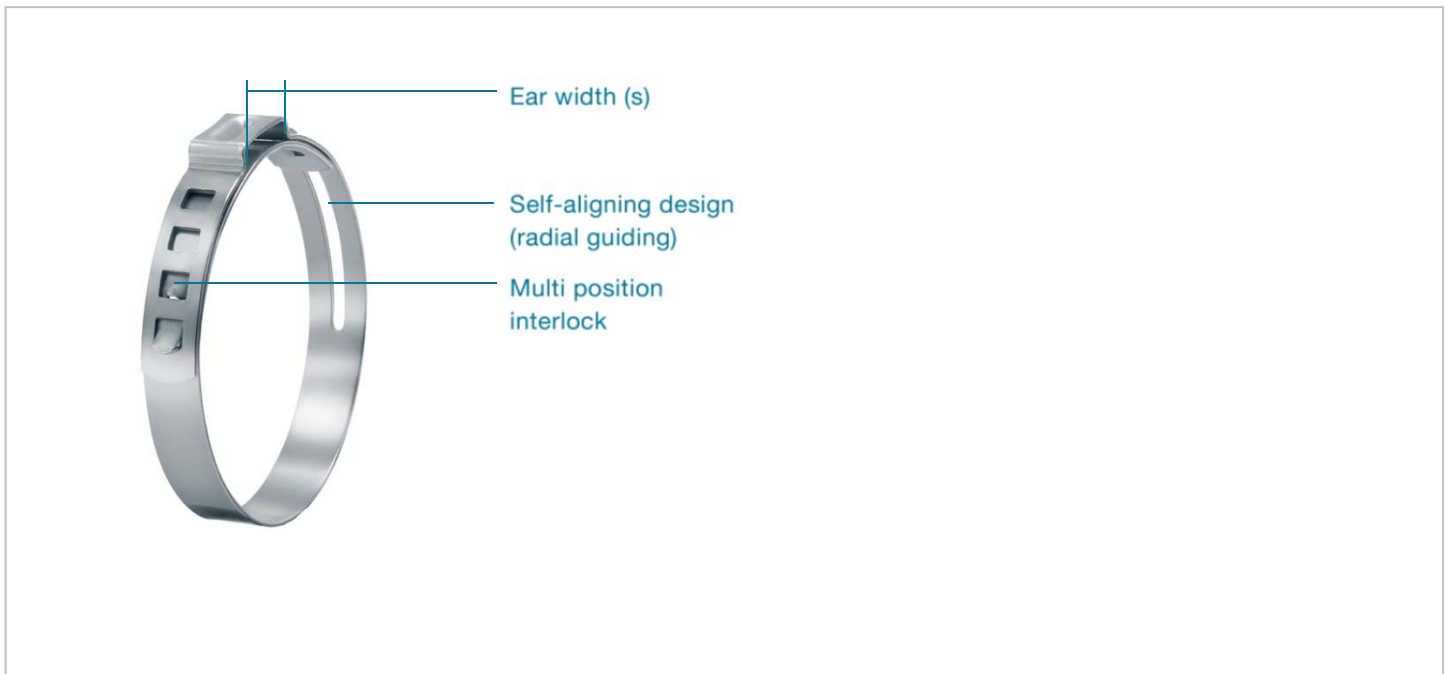 Ear width (s)
Self-aligning design
(radial guiding)
Multi position
interlock